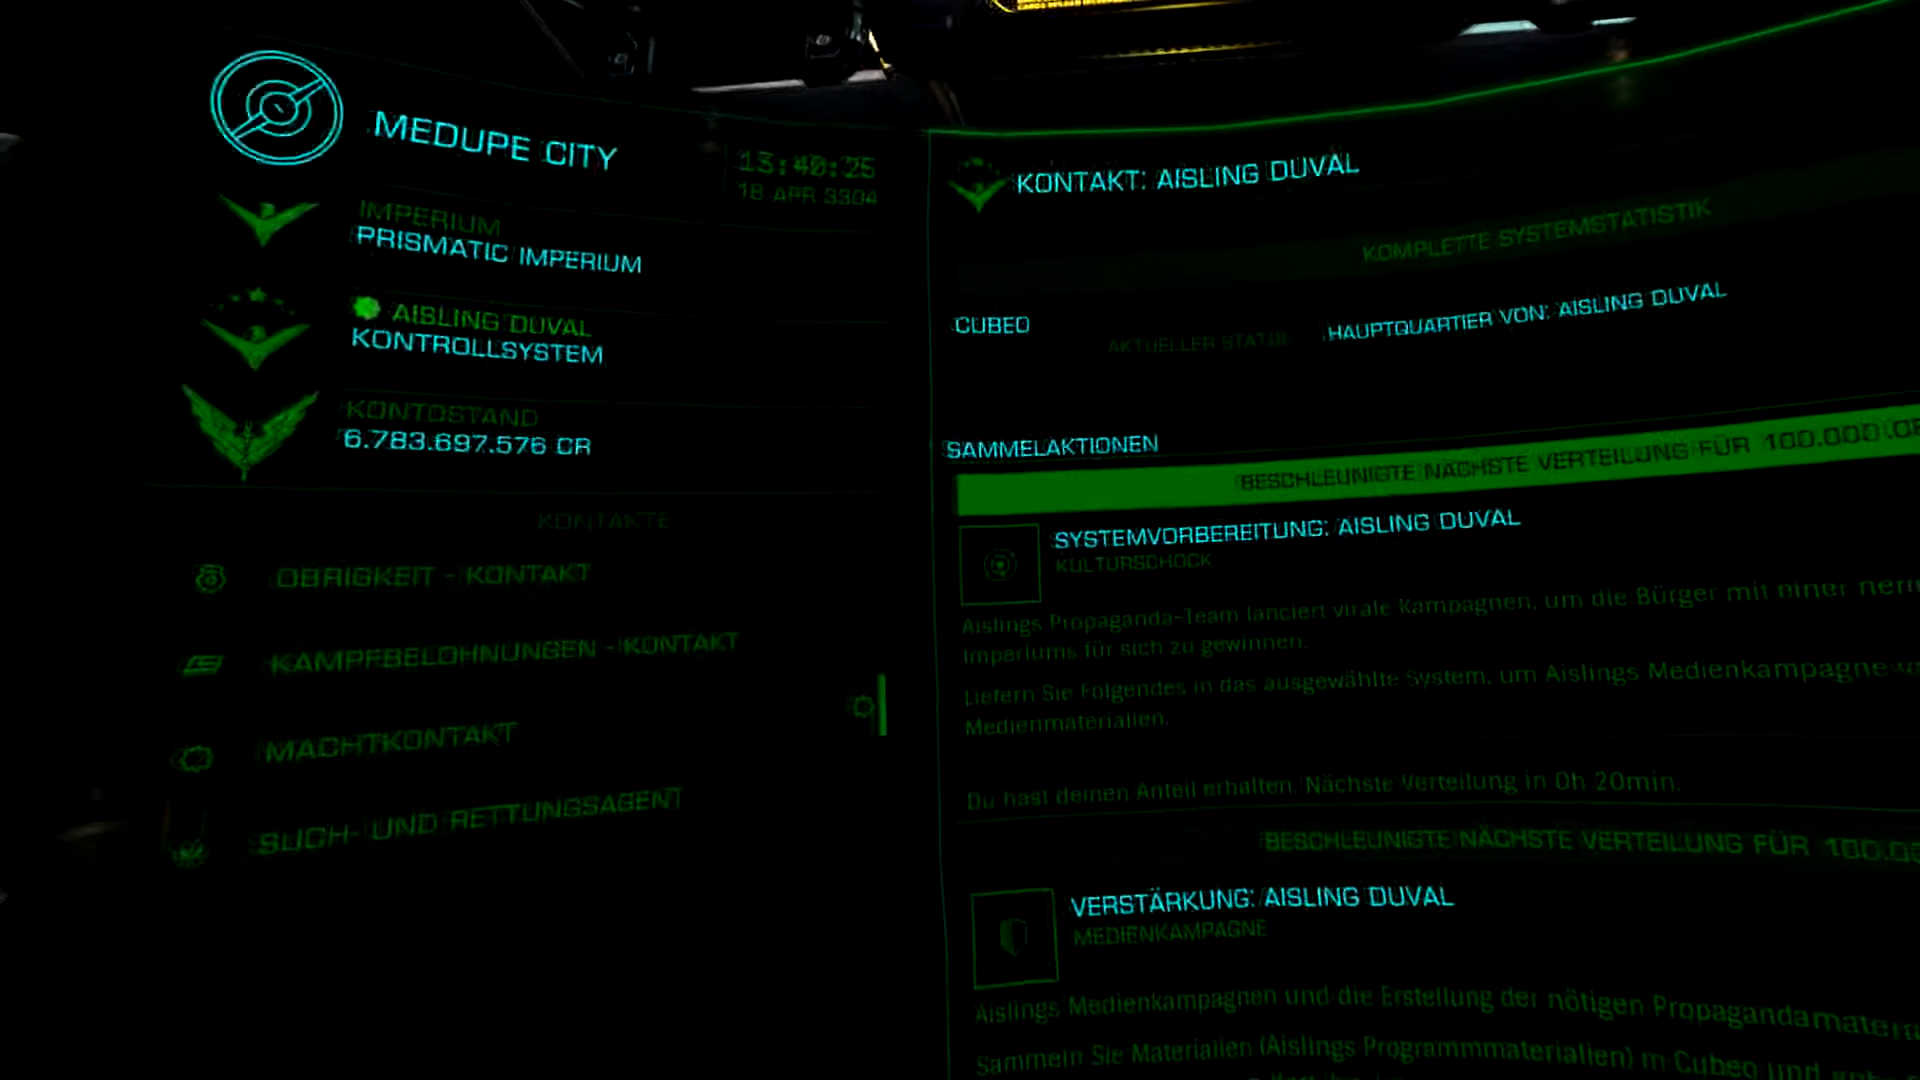 MEDUPE CITY
13:40:25
18 APR 3304
IMPERIUM
PRISMATIC IMPERIUM
AISLING DUVAL
KONTROLLSYSTEM
KONTOSTAND
6.783.697.576 CR
KONTAKTE
OBRIGKEIT - KONTAKT
KAMPFBELOHNUNGEN - KONTAKT
MACHTKONTAKT
SUCH- UND RETTUNGSAGENT
KONTAKT: AISLING DUVAL
KOMPLETTE SYSTEMSTATISTIK
CUBEO
AKTUELLER STATUS
HAUPTQUARTIER VON: AISLING DUVAL
SAMMELAKTIONEN
BESCHLEUNIGTE NÄCHSTE VERTEILUNG FÜR 100.000 CR
SYSTEMVORBEREITUNG: AISLING DUVAL
KULTURSCHOCK
Aislings Propaganda-Team lanciert virale Kampagnen, um die Bürger mit einer
Imperiums für sich zu gewinnen.
Liefern Sie Folgendes in das ausgewählte System, um Aislings Medienkampagne
Medienmaterialien.
Du hast deinen Anteil erhalten. Nächste Verteilung in 0h 20min.
BESCHLEUNIGTE NÄCHSTE VERTEILUNG FÜR 100.00
VERSTÄRKUNG: AISLING DUVAL
MEDIENKAMPAGNE
Aislings Medienkampagnen und die Erstellung der nötigen
Sammeln Sie Materialien (Aislings Programmmaterialien) in Cubeo und